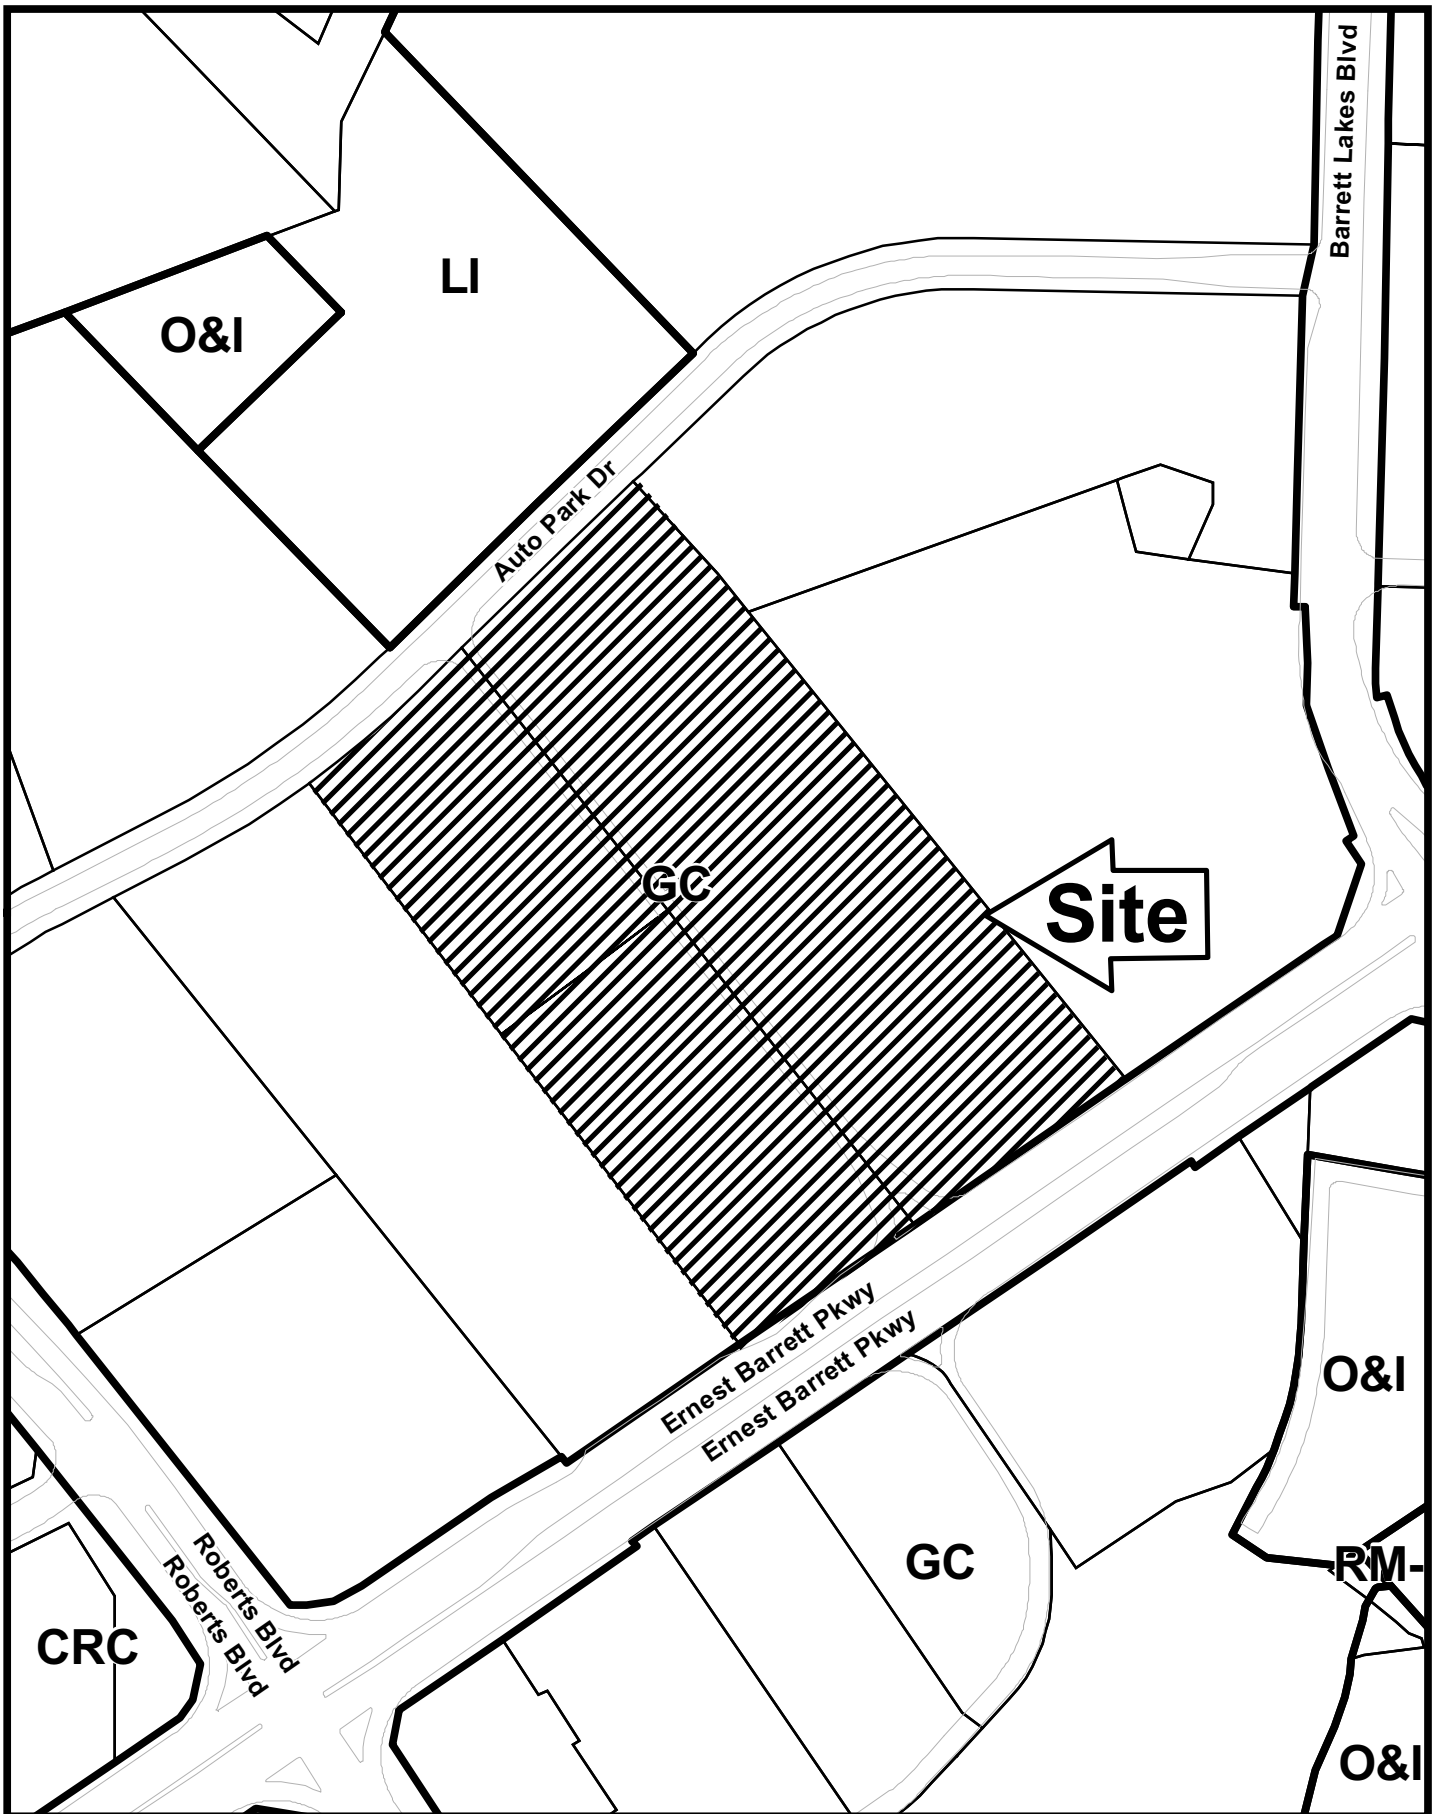 Barrett Lakes Blvd
LI
O&I
Auto Park Dr
GC
Site
Ernest Barrett Pkwy
Ernest Barrett Pkwy
O&I
GC
RM-
Roberts Blvd
Roberts Blvd
CRC
O&I